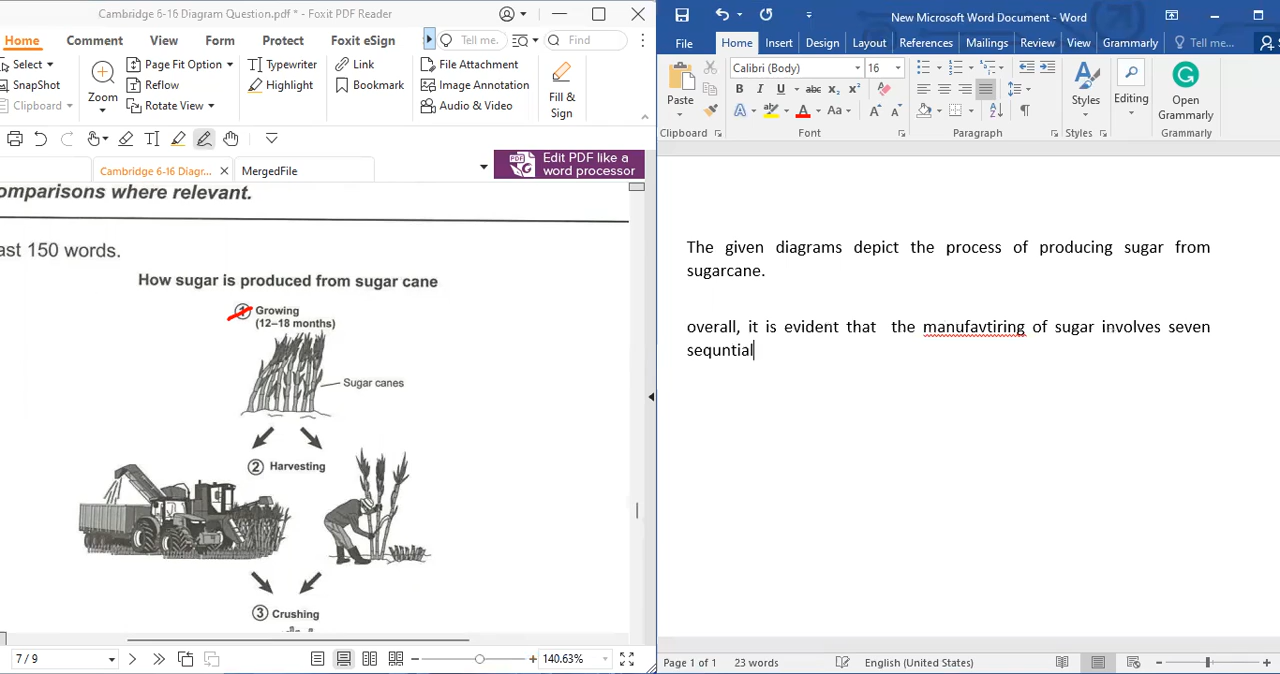 Cambridge 6-16 Diagram Question.pdf * - Foxit PDF Reader
Home Comment View Form Protect Foxit eSign Tell me. Find
Select Page Fit Option Typewriter Link File Attachment
SnapShot Reflow Highlight Bookmark Image Annotation
Clipboard Zoom Rotate View Audio & Video Fill & Sign
Cambridge 6-16 Diagr... MergedFile
Edit PDF like a
word processor
omparisons where relevant.
ast 150 words.
How sugar is produced from sugar cane
1 Growing
(12–18 months)
Sugar canes
2 Harvesting
3 Crushing
7 / 9 140.63%
New Microsoft Word Document - Word
File Home Insert Design Layout References Mailings Review View Grammarly Tell me...
Paste Calibri (Body) 16 Styles Editing Open Grammarly
B I U abc x₂ x²
A A Aa A A
Clipboard Font Paragraph Styles Grammarly
The given diagrams depict the process of producing sugar from
sugarcane.
overall, it is evident that the manufavtiring of sugar involves seven
sequntial
Page 1 of 1 23 words English (United States)